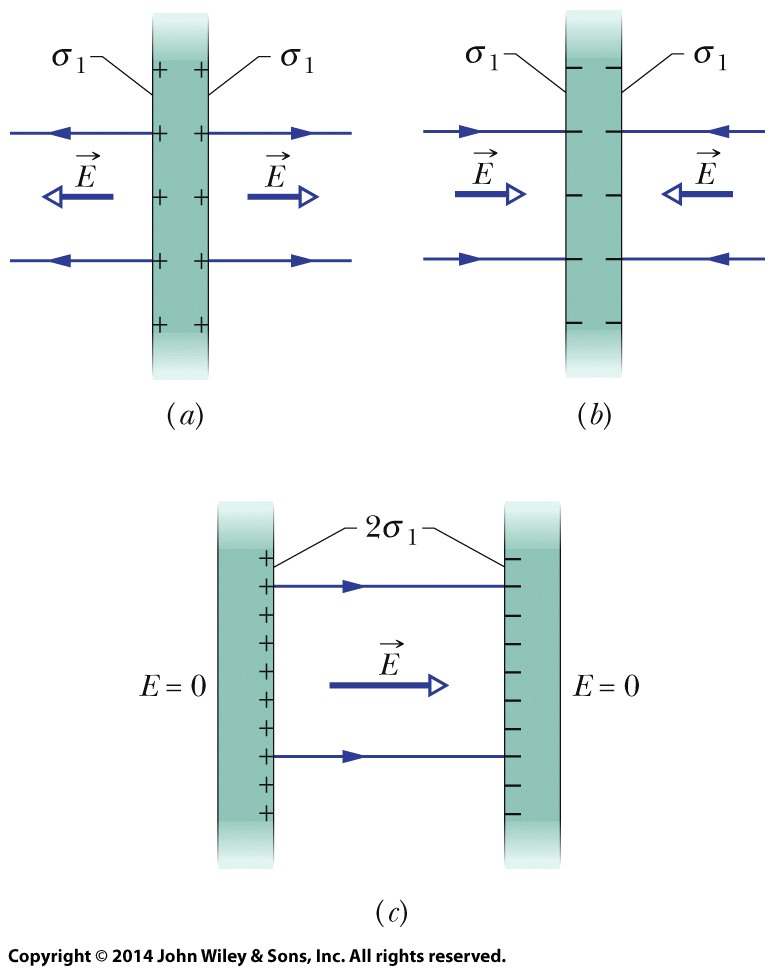 σ₁ σ₁ σ₁ σ₁
+ + − −
+ + − −
E⃗ E⃗ E⃗ E⃗
+ + − −
+ + − −
+ + − −
(a) (b)
2σ₁
+ −
+ −
+ −
+ −
E⃗
+ −
E = 0 E = 0
+ −
+ −
+ −
+ −
+ −
(c)
Copyright © 2014 John Wiley & Sons, Inc. All rights reserved.